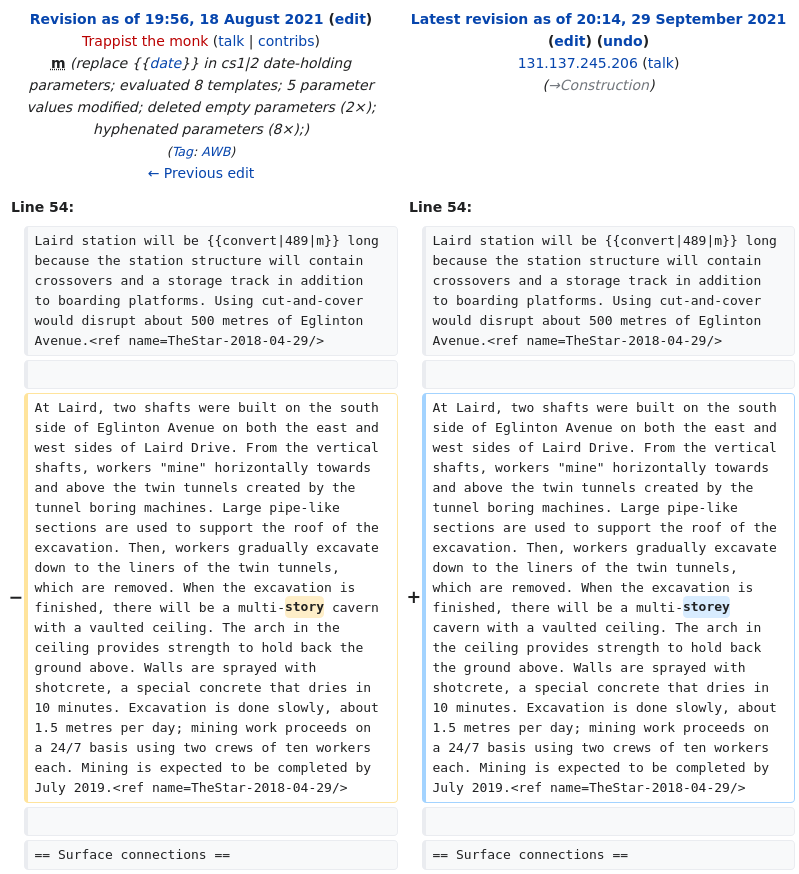 Revision as of 19:56, 18 August 2021 (edit)
Trappist the monk (talk | contribs)
m (replace {{date}} in cs1|2 date-holding
parameters; evaluated 8 templates; 5 parameter
values modified; deleted empty parameters (2×);
hyphenated parameters (8×);)
(Tag: AWB)
← Previous edit
Latest revision as of 20:14, 29 September 2021
(edit) (undo)
131.137.245.206 (talk)
(→Construction)
Line 54:
Laird station will be {{convert|489|m}} long
because the station structure will contain
crossovers and a storage track in addition
to boarding platforms. Using cut-and-cover
would disrupt about 500 metres of Eglinton
Avenue.<ref name=TheStar-2018-04-29/>
− At Laird, two shafts were built on the south
side of Eglinton Avenue on both the east and
west sides of Laird Drive. From the vertical
shafts, workers "mine" horizontally towards
and above the twin tunnels created by the
tunnel boring machines. Large pipe-like
sections are used to support the roof of the
excavation. Then, workers gradually excavate
down to the liners of the twin tunnels,
which are removed. When the excavation is
finished, there will be a multi-story cavern
with a vaulted ceiling. The arch in the
ceiling provides strength to hold back the
ground above. Walls are sprayed with
shotcrete, a special concrete that dries in
10 minutes. Excavation is done slowly, about
1.5 metres per day; mining work proceeds on
a 24/7 basis using two crews of ten workers
each. Mining is expected to be completed by
July 2019.<ref name=TheStar-2018-04-29/>
== Surface connections ==
Line 54:
Laird station will be {{convert|489|m}} long
because the station structure will contain
crossovers and a storage track in addition
to boarding platforms. Using cut-and-cover
would disrupt about 500 metres of Eglinton
Avenue.<ref name=TheStar-2018-04-29/>
+ At Laird, two shafts were built on the south
side of Eglinton Avenue on both the east and
west sides of Laird Drive. From the vertical
shafts, workers "mine" horizontally towards
and above the twin tunnels created by the
tunnel boring machines. Large pipe-like
sections are used to support the roof of the
excavation. Then, workers gradually excavate
down to the liners of the twin tunnels,
which are removed. When the excavation is
finished, there will be a multi-storey
cavern with a vaulted ceiling. The arch in
the ceiling provides strength to hold back
the ground above. Walls are sprayed with
shotcrete, a special concrete that dries in
10 minutes. Excavation is done slowly, about
1.5 metres per day; mining work proceeds on
a 24/7 basis using two crews of ten workers
each. Mining is expected to be completed by
July 2019.<ref name=TheStar-2018-04-29/>
== Surface connections ==